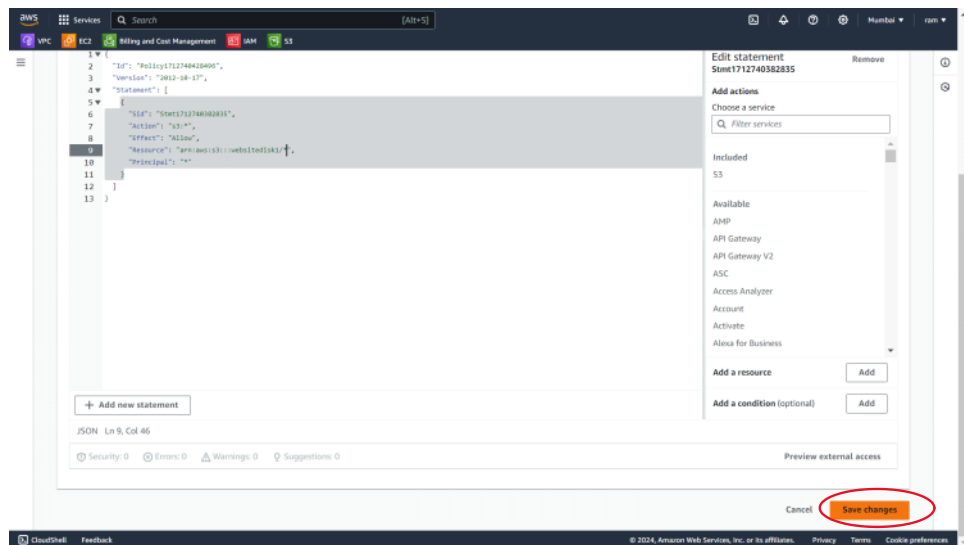 aws Services Search [Alt+S] Mumbai ▼ ram ▼
VPC EC2 Billing and Cost Management IAM S3
1 {
2 "Id": "Policy1712740428496",
3 "Version": "2012-10-17",
4 "Statement": [
5 {
6 "Sid": "Stmt1712740382835",
7 "Action": "s3:*",
8 "Effect": "Allow",
9 "Resource": "arn:aws:s3:::websitedisk1/*",
10 "Principal": "*"
11 }
12 ]
13 }
Edit statement Remove
Stmt1712740382835
Add actions
Choose a service
Filter services
Included
S3
Available
AMP
API Gateway
API Gateway V2
ASC
Access Analyzer
Account
Activate
Alexa for Business
Add a resource Add
Add a condition (optional) Add
+ Add new statement
JSON Ln 9, Col 46
Security: 0 Errors: 0 Warnings: 0 Suggestions: 0 Preview external access
Cancel Save changes
CloudShell Feedback © 2024, Amazon Web Services, Inc. or its affiliates. Privacy Terms Cookie preferences